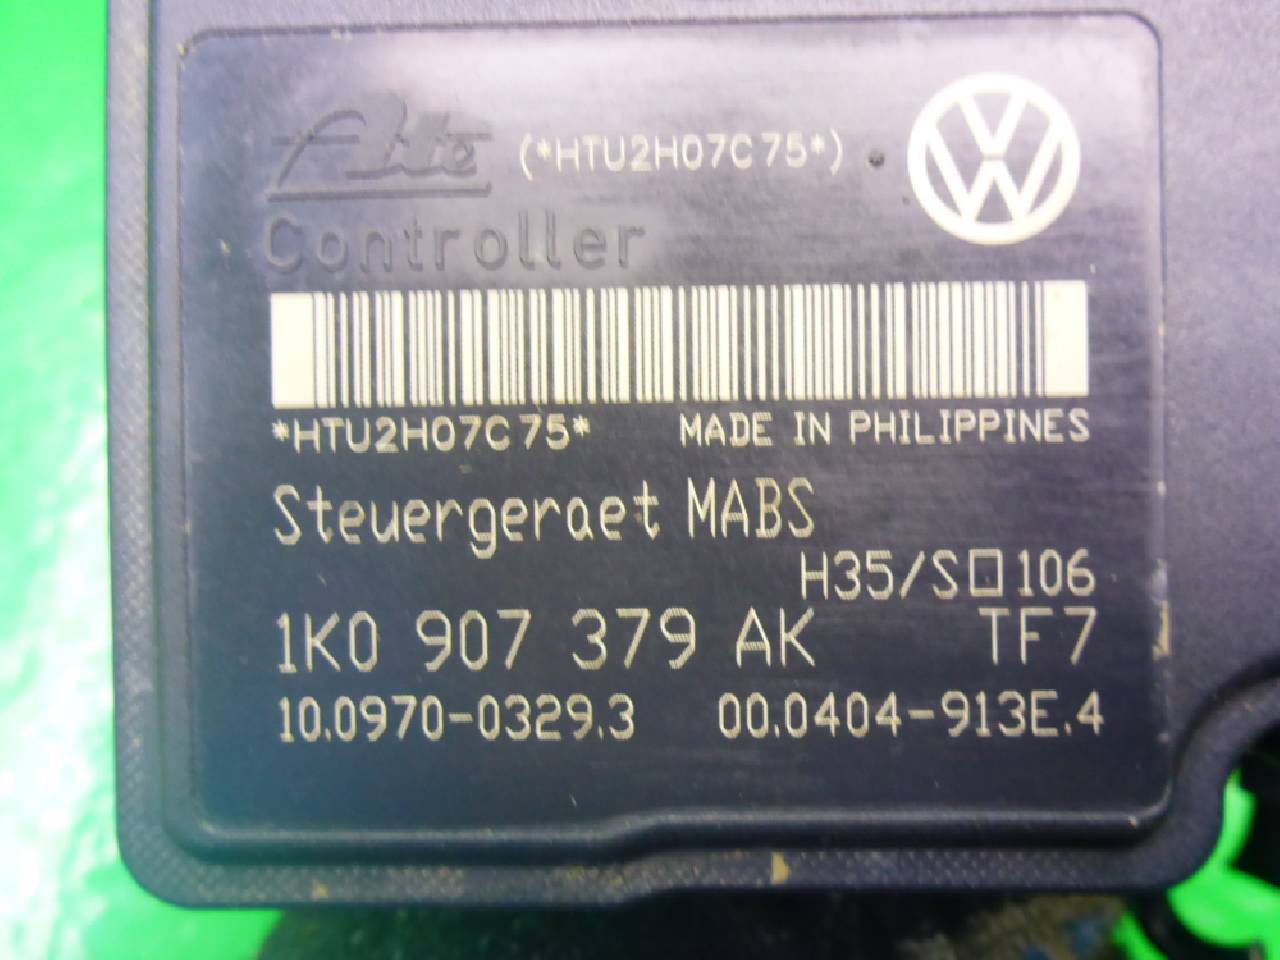 Ate (*HTU2H07C75*)
Controller
*HTU2H07C75* MADE IN PHILIPPINES
Steuergeraet MABS
H35/S□106
1K0 907 379 AK TF7
10.0970-0329.3 00.0404-913E.4